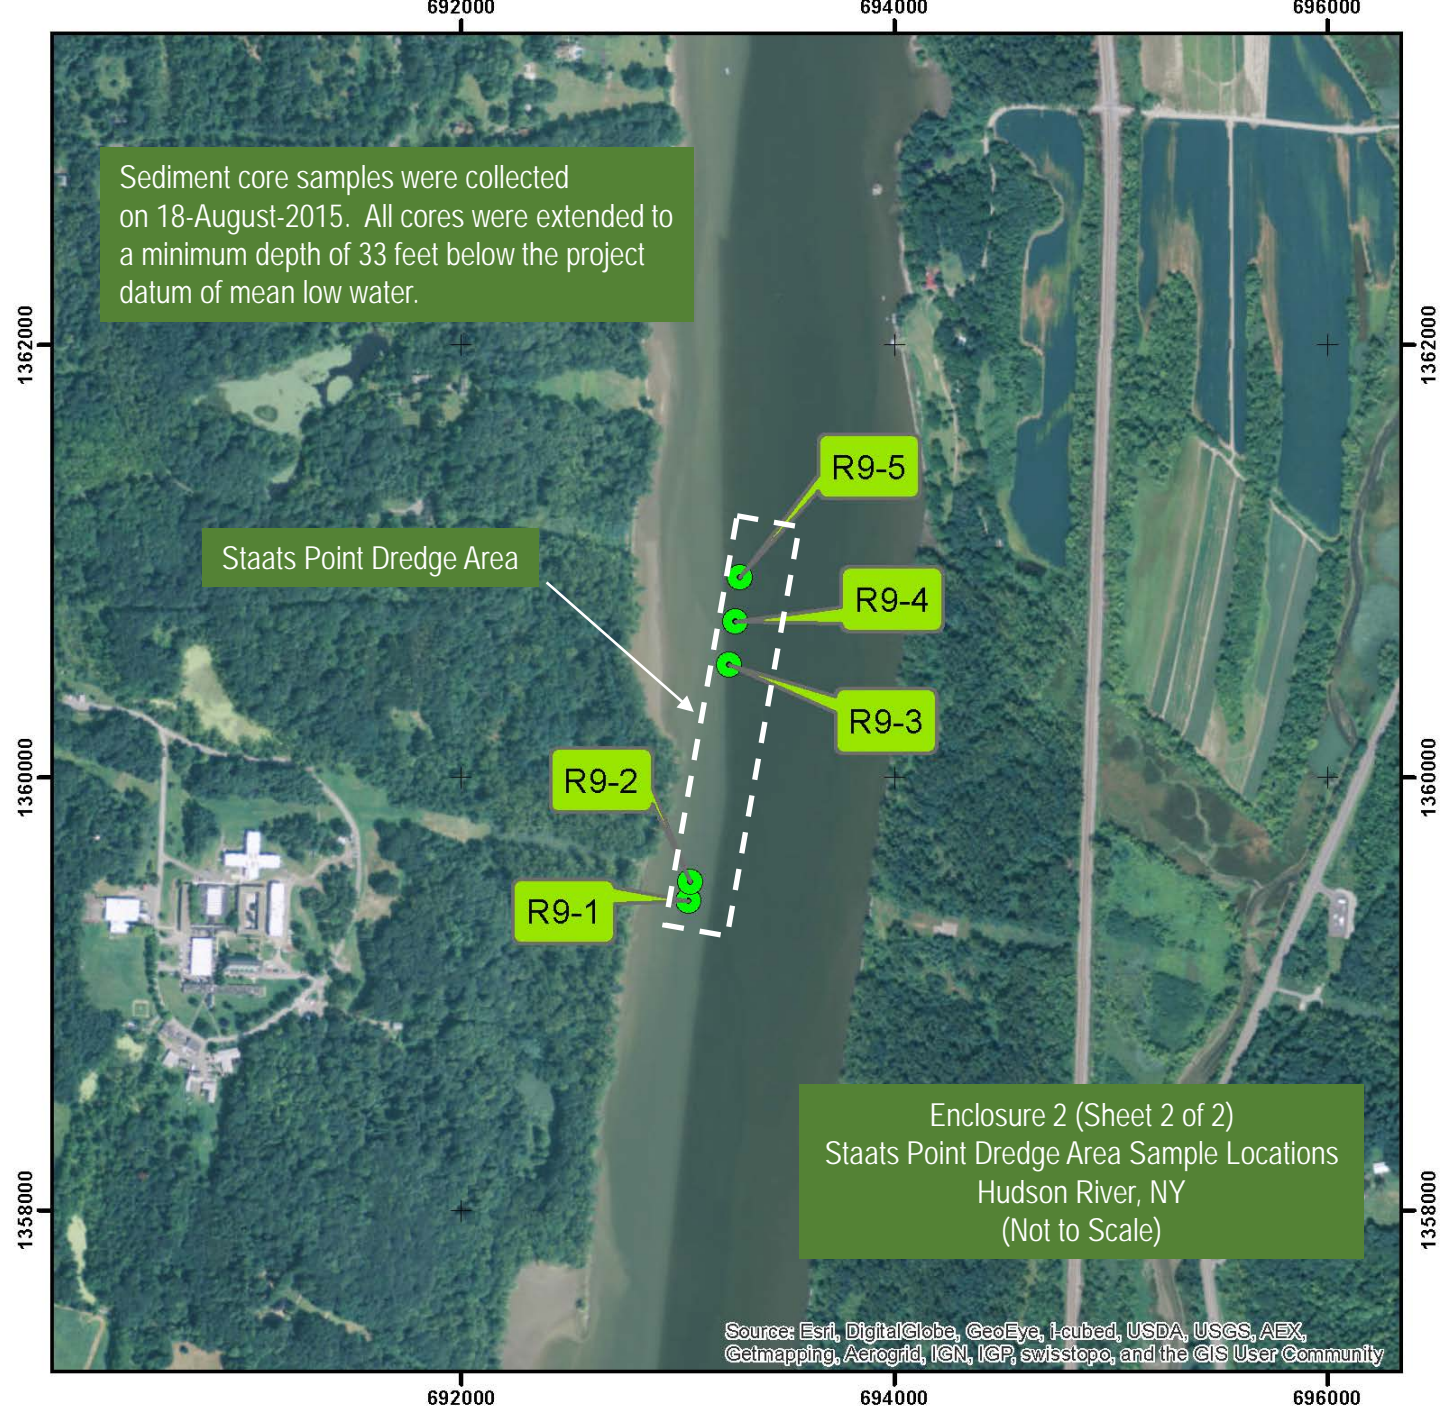 692000
694000
696000
Sediment core samples were collected
on 18-August-2015. All cores were extended to
a minimum depth of 33 feet below the project
datum of mean low water.
1362000
1362000
R9-5
Staats Point Dredge Area
R9-4
R9-3
R9-2
1360000
1360000
R9-1
Enclosure 2 (Sheet 2 of 2)
Staats Point Dredge Area Sample Locations
Hudson River, NY
(Not to Scale)
1358000
1358000
Source: Esri, DigitalGlobe, GeoEye, i-cubed, USDA, USGS, AEX,
Getmapping, Aerogrid, IGN, IGP, swisstopo, and the GIS User Community
692000
694000
696000